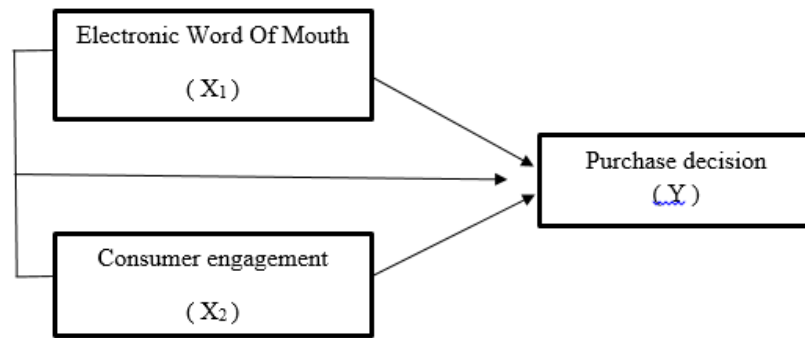 Electronic Word Of Mouth
( X₁ )
Purchase decision
( Y )
Consumer engagement
( X₂ )